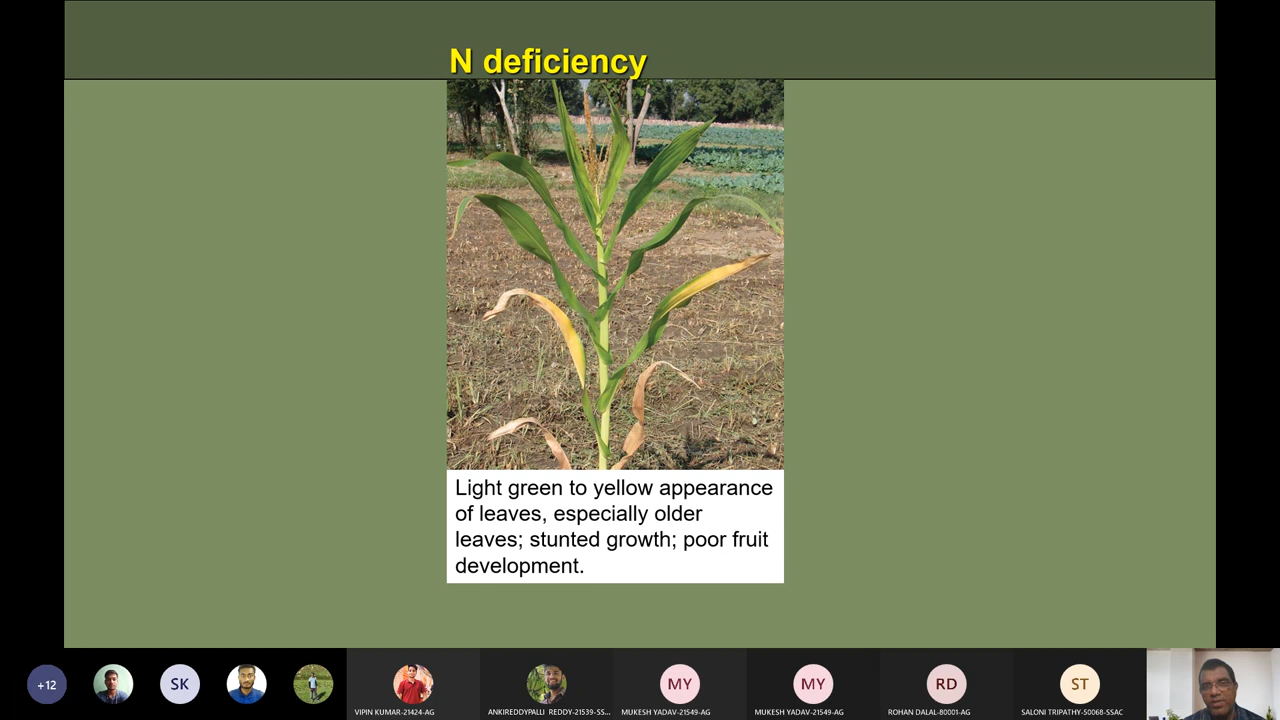 N deficiency
Light green to yellow appearance
of leaves, especially older
leaves; stunted growth; poor fruit
development.
+12
SK
MY
MY
RD
ST
VIPIN KUMAR-21424-AG
ANKIREDDYPALLI REDDY-21539-SS...
MUKESH YADAV-21549-AG
MUKESH YADAV-21549-AG
ROHAN DALAL-80001-AG
SALONI TRIPATHY-50068-SSAC